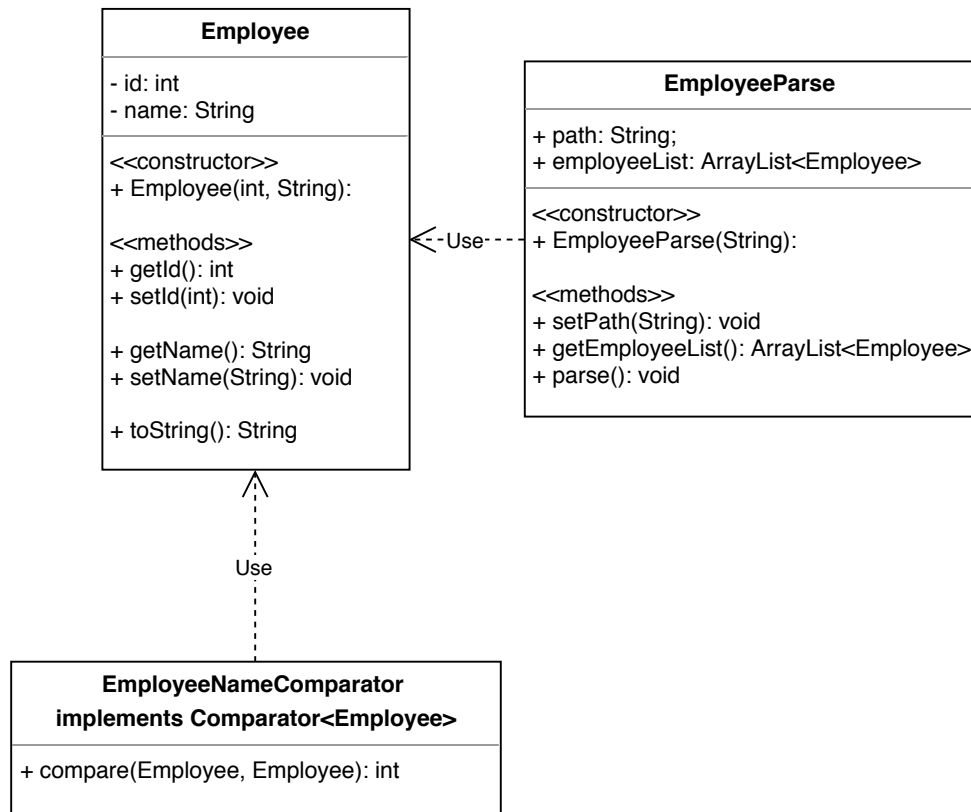 Employee
- id: int
- name: String
<<constructor>>
+ Employee(int, String):
<<methods>>
+ getId(): int
+ setId(int): void
+ getName(): String
+ setName(String): void
+ toString(): String
Use
EmployeeParse
+ path: String;
+ employeeList: ArrayList<Employee>
<<constructor>>
+ EmployeeParse(String):
<<methods>>
+ setPath(String): void
+ getEmployeeList(): ArrayList<Employee>
+ parse(): void
Use
EmployeeNameComparator
implements Comparator<Employee>
+ compare(Employee, Employee): int